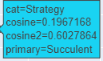 cat=Strategy
cosine=0.1967168
cosine2=0.6027864
primary=Succulent